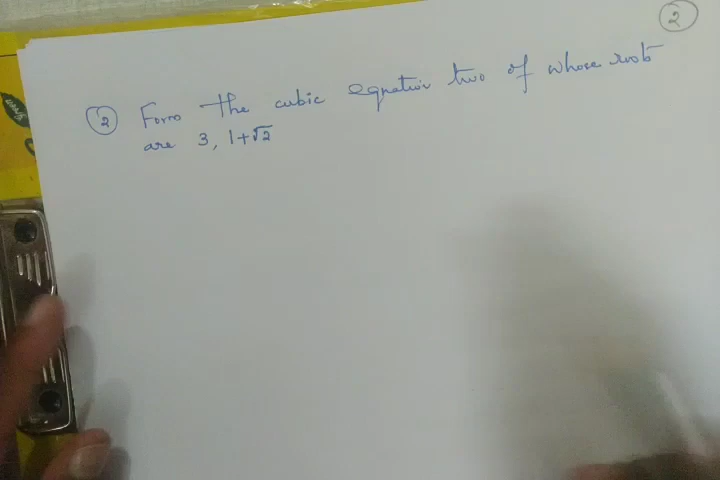 2
2 Form the cubic equation two of whose roots
are 3, 1+√2